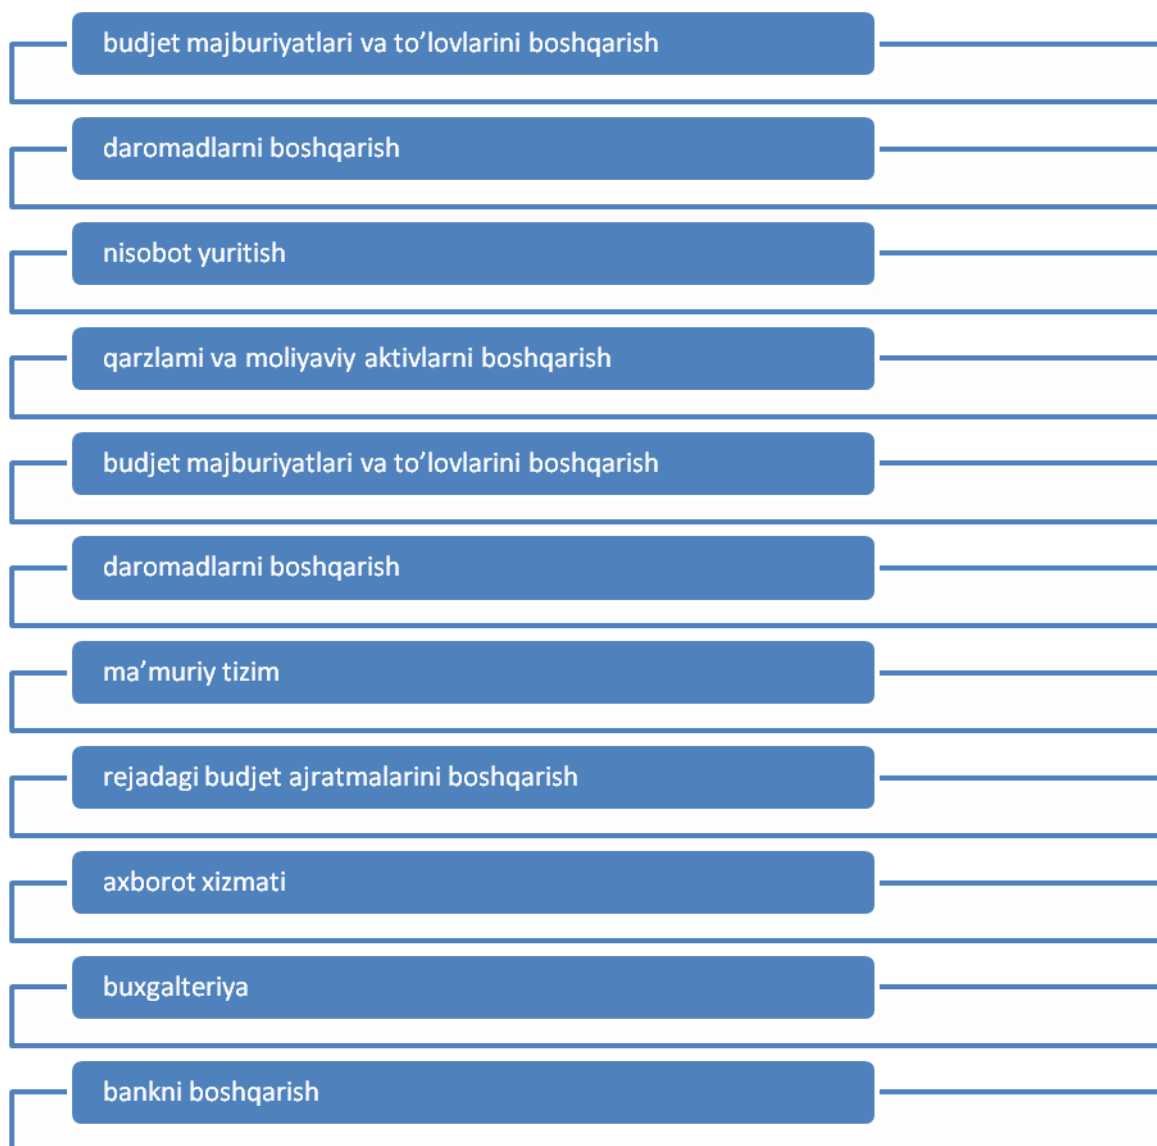 budjet majburiyatlari va to’lovlarini boshqarish
daromadlarni boshqarish
nisobot yuritish
qarzlami va moliyaviy aktivlarni boshqarish
budjet majburiyatlari va to’lovlarini boshqarish
daromadlarni boshqarish
ma’muriy tizim
rejadagi budjet ajratmalarini boshqarish
axborot xizmati
buxgalteriya
bankni boshqarish